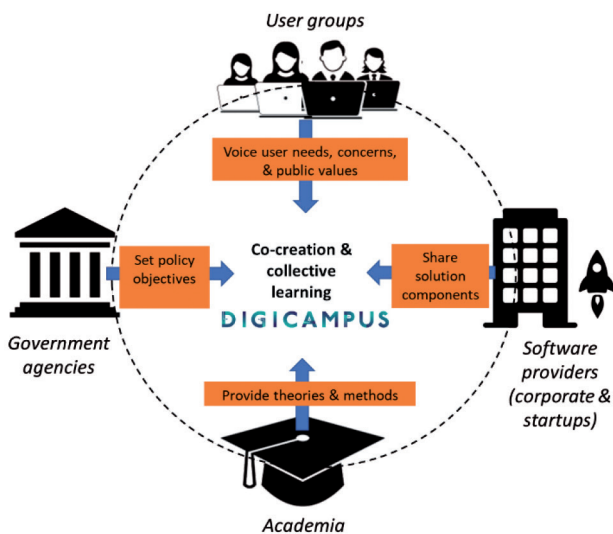 User groups
Voice user needs, concerns,
& public values
Set policy
objectives
Co-creation &
collective
learning
DIGICAMPUS
Share
solution
components
Government
agencies
Software
providers
(corporate &
startups)
Provide theories & methods
Academia